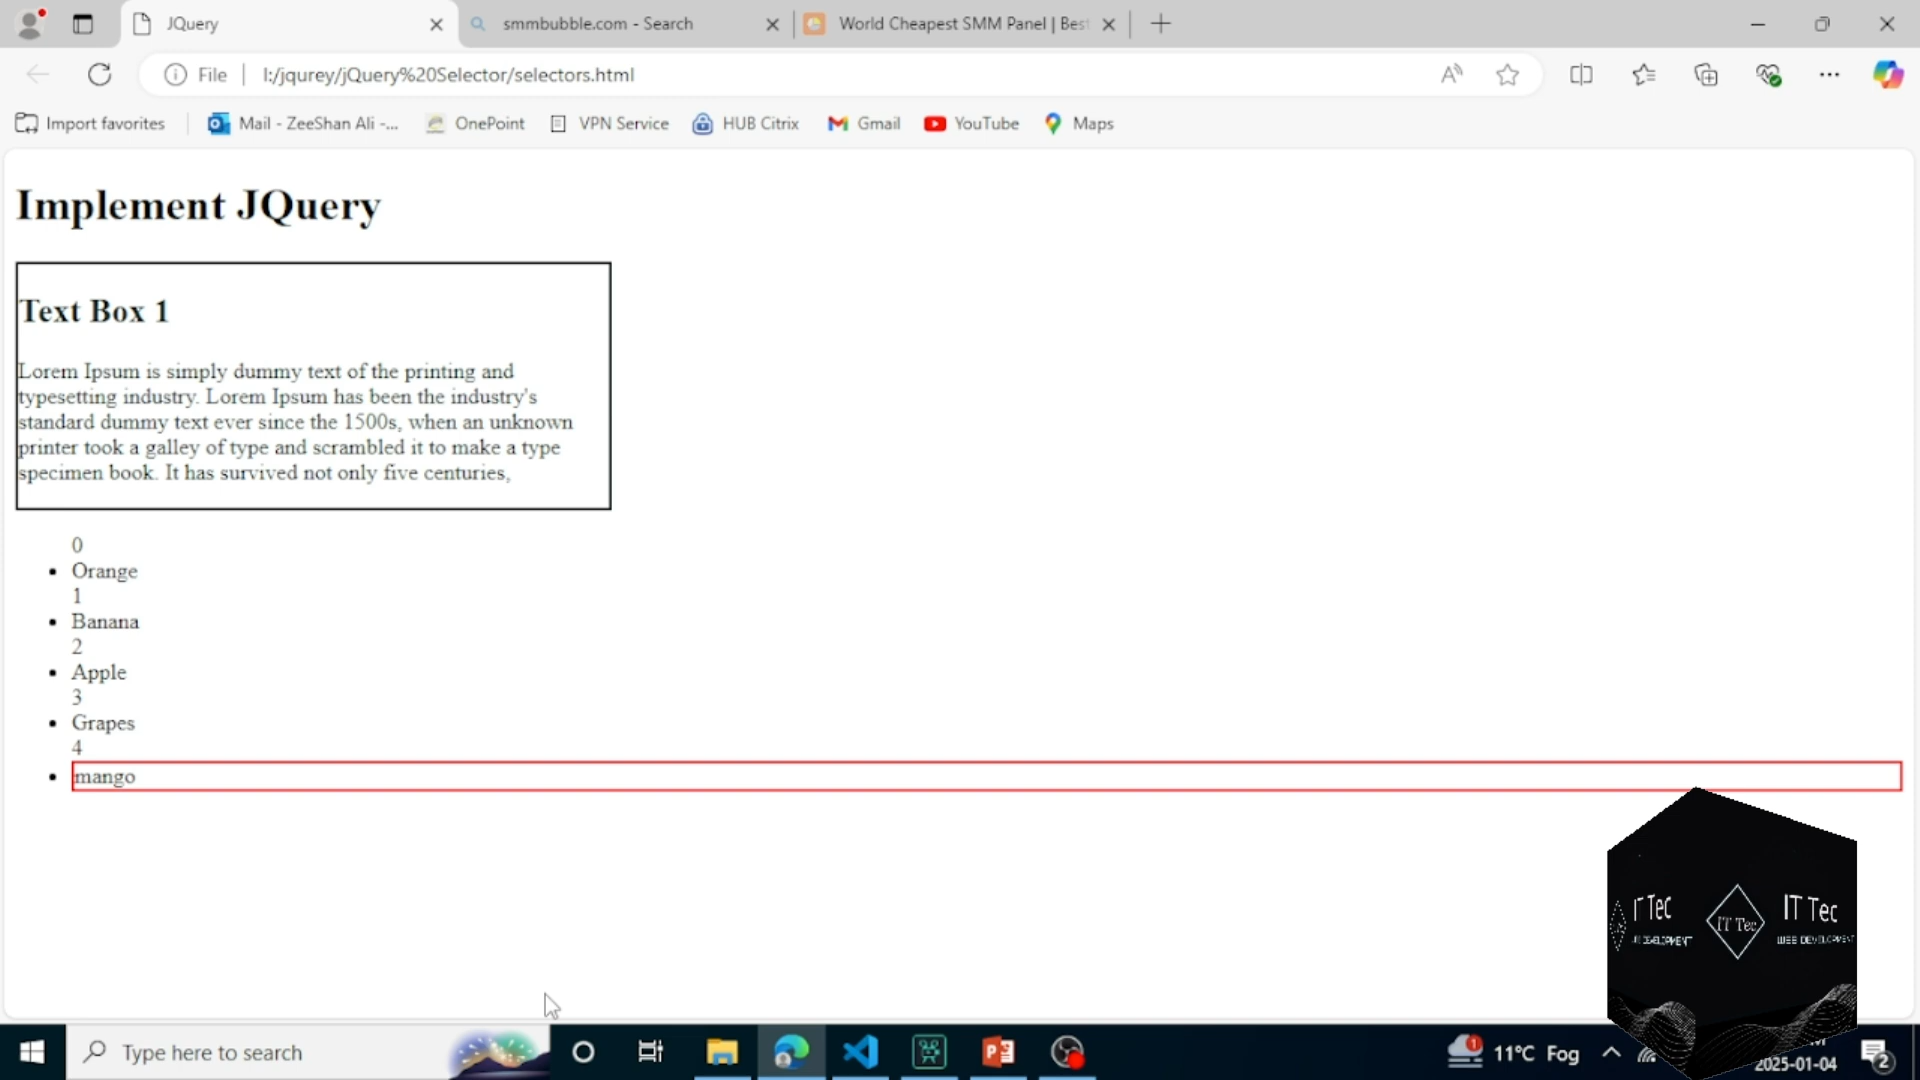 JQuery
smmbubble.com - Search
World Cheapest SMM Panel | Bes
File
I:/jqurey/jQuery%20Selector/selectors.html
Import favorites
Mail - ZeeShan Ali -...
OnePoint
VPN Service
HUB Citrix
Gmail
YouTube
Maps
Implement JQuery
Text Box 1
Lorem Ipsum is simply dummy text of the printing and
typesetting industry. Lorem Ipsum has been the industry's
standard dummy text ever since the 1500s, when an unknown
printer took a galley of type and scrambled it to make a type
specimen book. It has survived not only five centuries,
0
Orange
1
Banana
2
Apple
3
Grapes
4
mango
IT Tec
IT Tec
IT Tec
WEB DEVELOPMENT
Type here to search
11°C Fog
2025-01-04
2